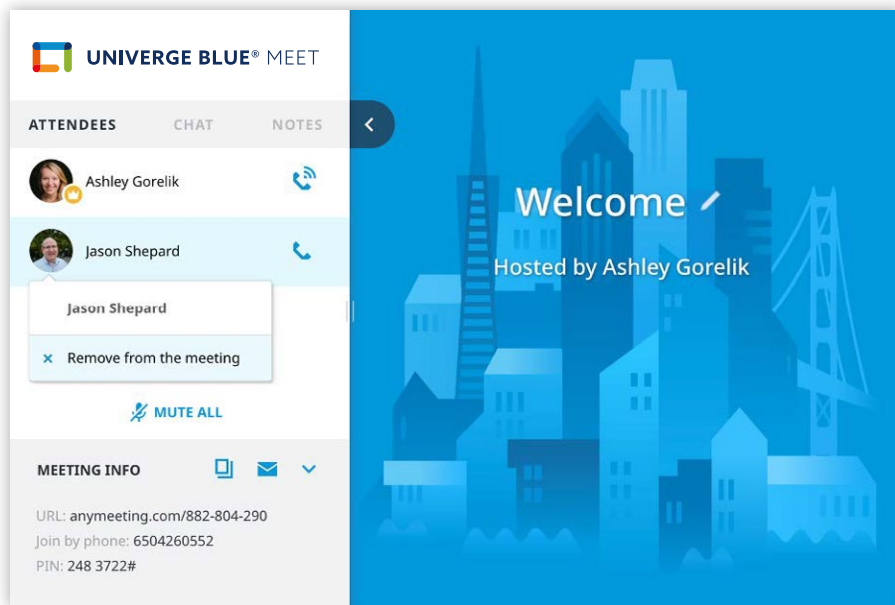 UNIVERGE BLUE® MEET
ATTENDEES CHAT NOTES
Ashley Gorelik
Jason Shepard
Jason Shepard
× Remove from the meeting
MUTE ALL
MEETING INFO
URL: anymeeting.com/882-804-290
Join by phone: 6504260552
PIN: 248 3722#
Welcome
Hosted by Ashley Gorelik